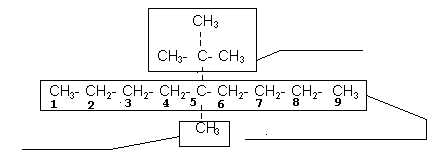 CH3
CH3- C- CH3
CH3- CH2- CH2- CH2- C- CH2- CH2- CH2- CH3
1 2 3 4 5 6 7 8 9
CH3